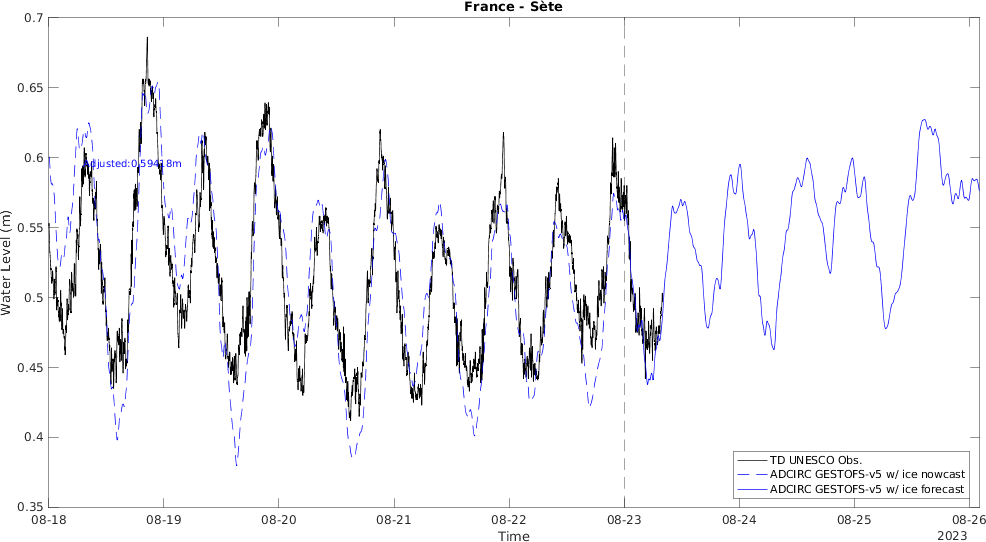 France - Sète
0.7
0.65
0.6
0.55
0.5
0.45
0.4
0.35
Water Level (m)
Adjusted:0.59418m
TD UNESCO Obs.
ADCIRC GESTOFS-v5 w/ ice nowcast
ADCIRC GESTOFS-v5 w/ ice forecast
08-18 08-19 08-20 08-21 08-22 08-23 08-24 08-25 08-26
Time
2023